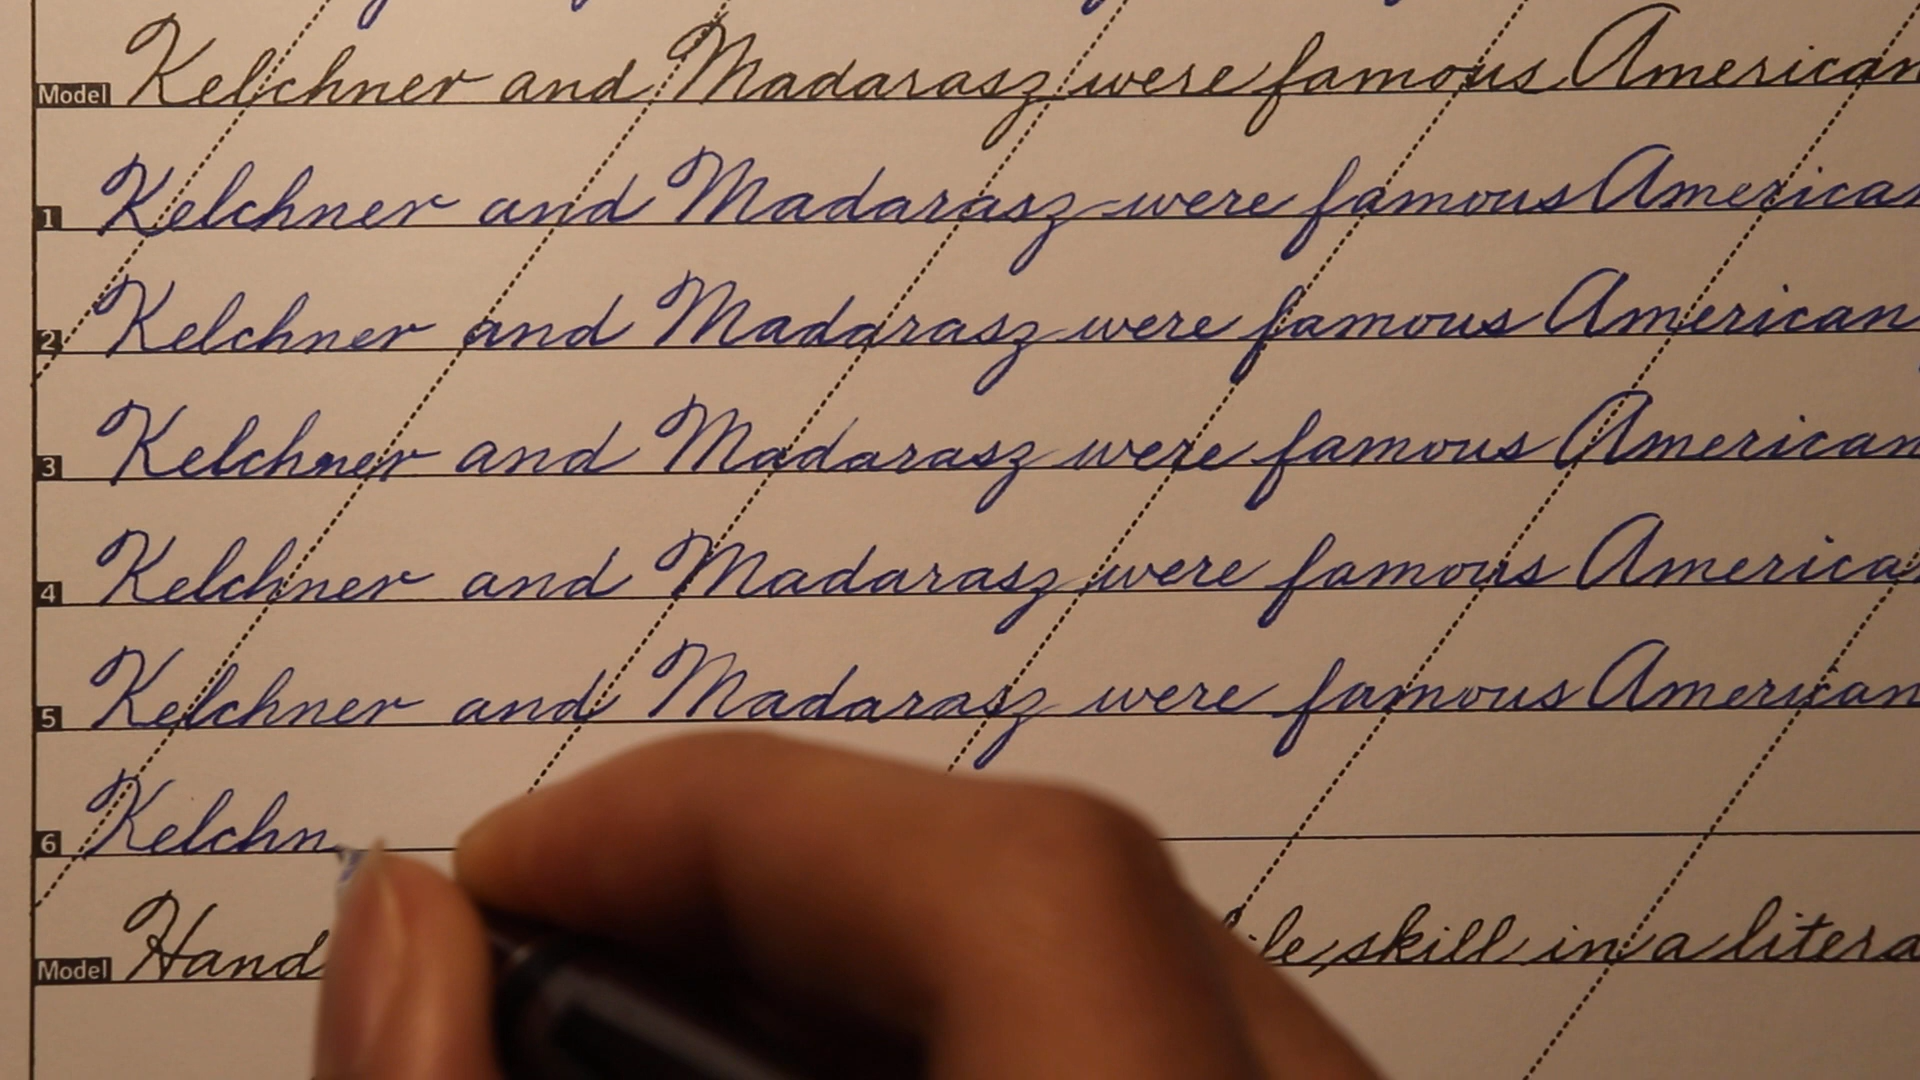 Model Kelchner and Madarasz were famous American
1 Kelchner and Madarasz were famous American
2 Kelchner and Madarasz were famous American
3 Kelchner and Madarasz were famous American
4 Kelchner and Madarasz were famous America
5 Kelchner and Madarasz were famous American
6 Kelchn
Model Hand skill in a litera